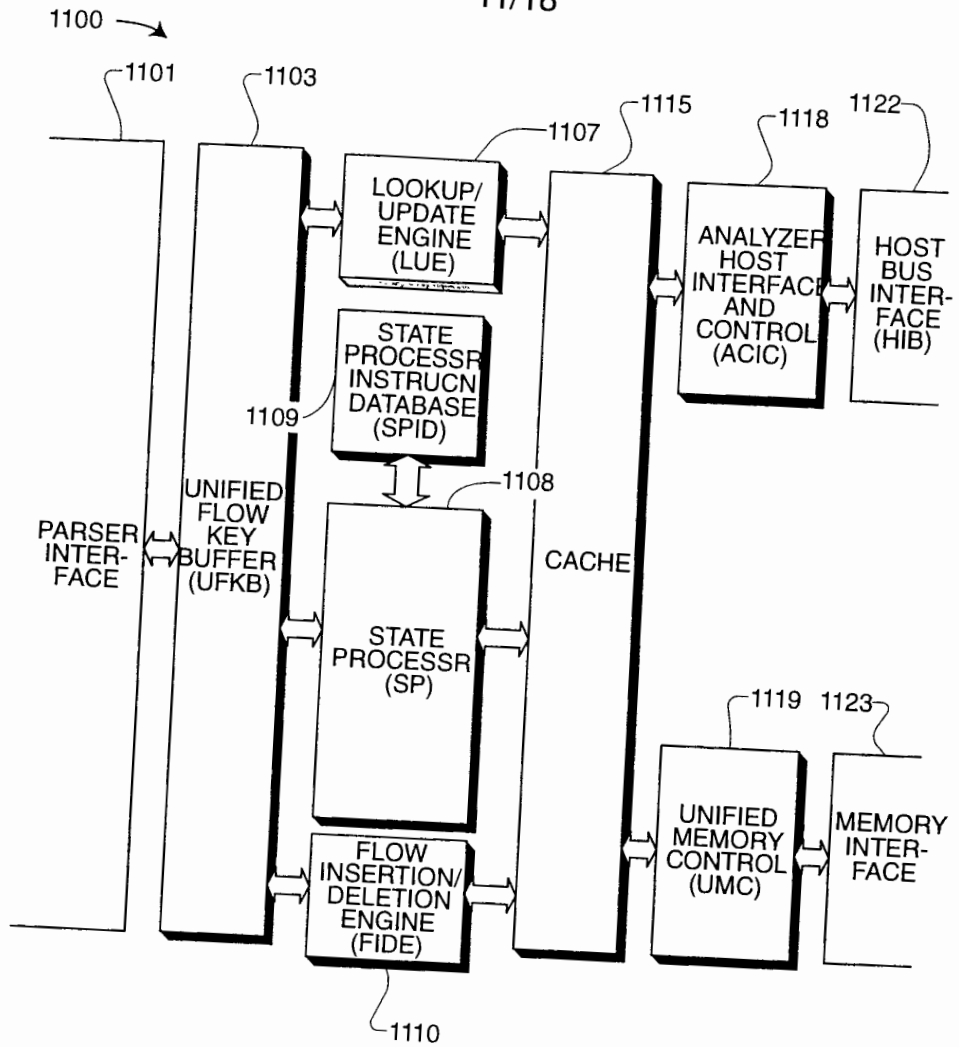 11/16
1100
1101
1103
1107
1115
1118
1122
LOOKUP/
UPDATE
ENGINE
(LUE)
ANALYZER
HOST
INTERFACE
AND
CONTROL
(ACIC)
HOST
BUS
INTER-
FACE
(HIB)
STATE
PROCESSR
INSTRUCN
DATABASE
(SPID)
1109
1108
UNIFIED
FLOW
KEY
BUFFER
(UFKB)
PARSER
INTER-
FACE
CACHE
STATE
PROCESSR
(SP)
1119
1123
UNIFIED
MEMORY
CONTROL
(UMC)
MEMORY
INTER-
FACE
FLOW
INSERTION/
DELETION
ENGINE
(FIDE)
1110